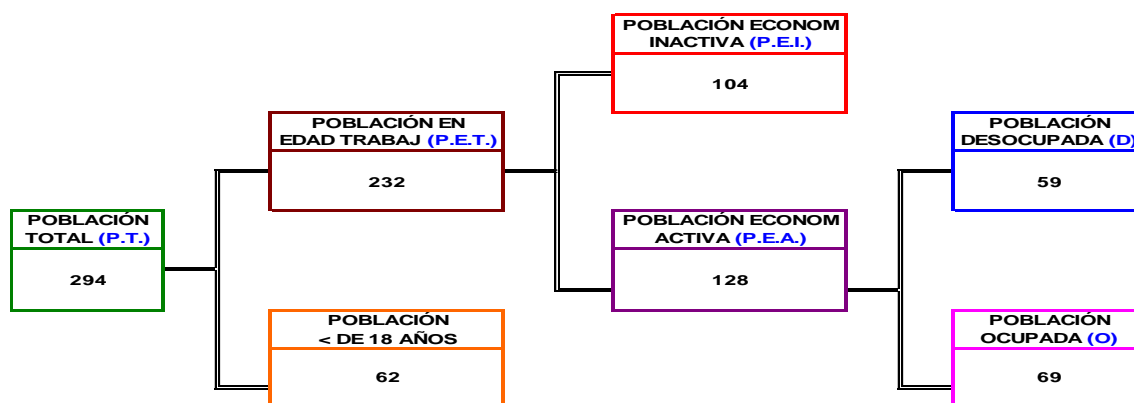 POBLACIÓN ECONOM
INACTIVA (P.E.I.)
104
POBLACIÓN EN
EDAD TRABAJ (P.E.T.)
232
POBLACIÓN
DESOCUPADA (D)
59
POBLACIÓN
TOTAL (P.T.)
294
POBLACIÓN ECONOM
ACTIVA (P.E.A.)
128
POBLACIÓN
< DE 18 AÑOS
62
POBLACIÓN
OCUPADA (O)
69